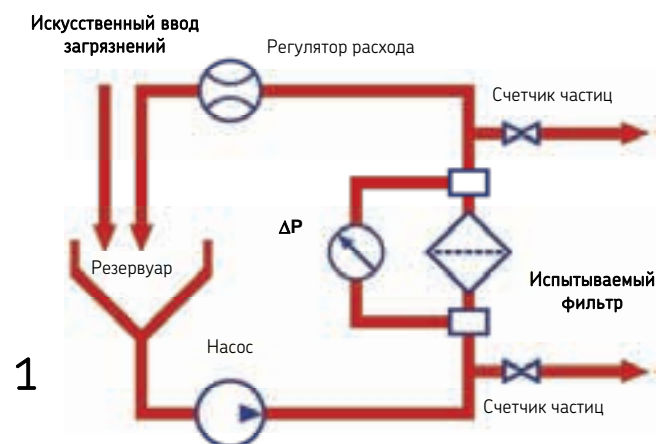 Искусственный ввод
загрязнений
Регулятор расхода
Счетчик частиц
ΔP
Резервуар
Испытываемый
фильтр
Насос
1
Счетчик частиц